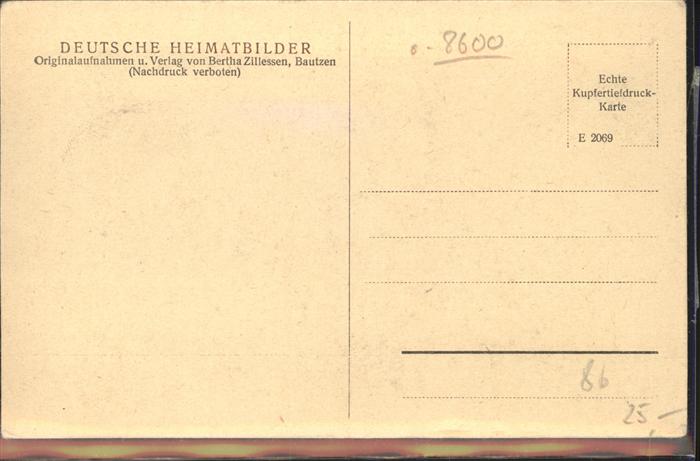 DEUTSCHE HEIMATBILDER
Originalaufnahmen u. Verlag von Bertha Zillessen, Bautzen
(Nachdruck verboten)
8600
Echte
Kupfertiefdruck-
Karte
E 2069
86
25,—